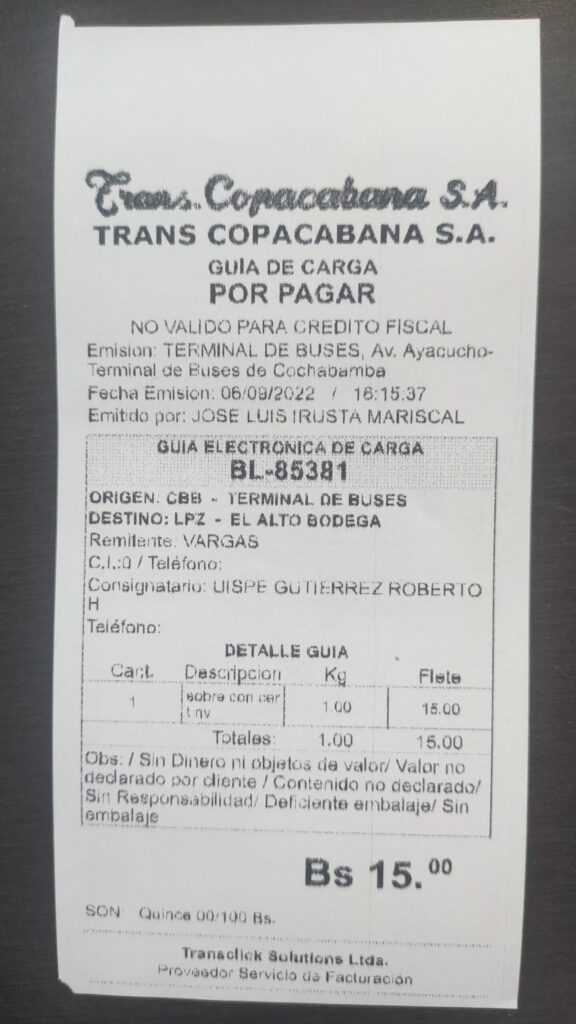 Trans. Copacabana S.A.
TRANS COPACABANA S.A.
GUIA DE CARGA
POR PAGAR
NO VALIDO PARA CREDITO FISCAL
Emision: TERMINAL DE BUSES, Av. Ayacucho-
Terminal de Buses de Cochabamba
Fecha Emision: 06/09/2022 / 16:15:37
Emitido por: JOSE LUIS IRUSTA MARISCAL
GUIA ELECTRONICA DE CARGA
BL-85381
ORIGEN: CBB - TERMINAL DE BUSES
DESTINO: LPZ - EL ALTO BODEGA
Remitente: VARGAS
C.I.:0 / Teléfono:
Consignatario: UISPE GUTIERREZ ROBERTO
H
Teléfono:
DETALLE GUIA
Cant. Descripcion Kg Flete
1 sobre con cer 1.00 15.00
t nv
Totales: 1.00 15.00
Obs: / Sin Dinero ni objetos de valor/ Valor no
declarado por cliente / Contenido no declarado/
Sin Responsabilidad/ Deficiente embalaje/ Sin
embalaje
Bs 15.00
SON: Quince 00/100 Bs.
Transclick Solutions Ltda.
Proveedor Servicio de Facturación